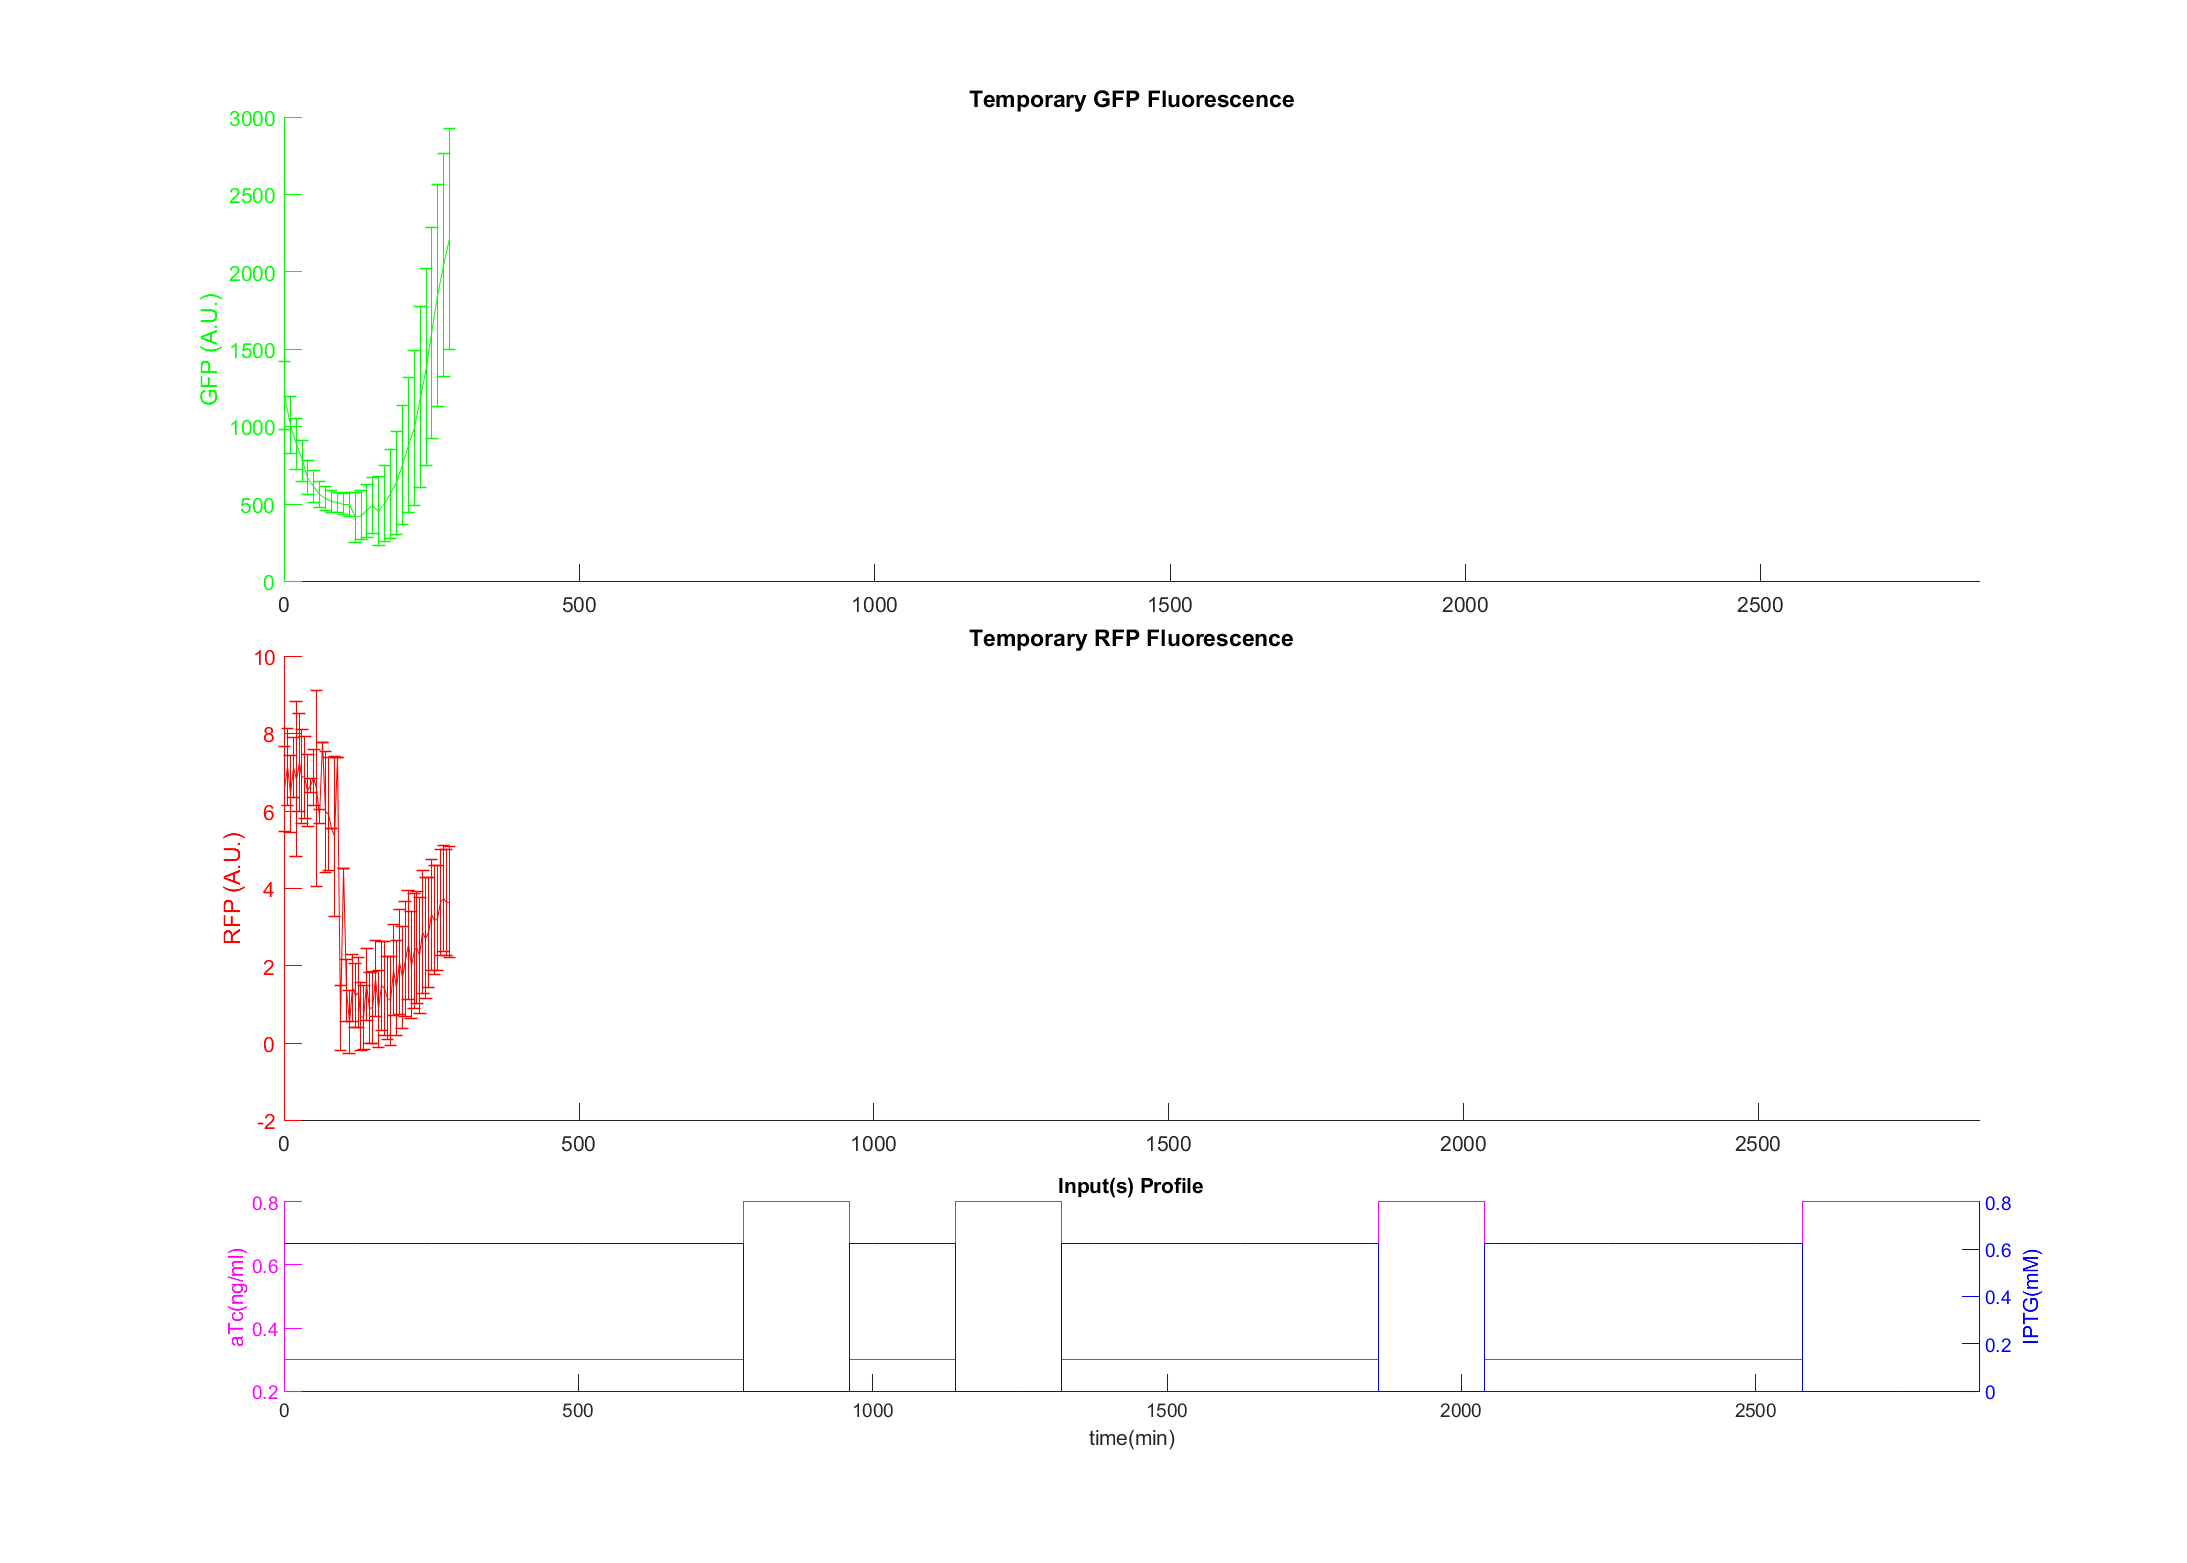 Temporary GFP Fluorescence
3000
2500
2000
1500
1000
500
0
GFP (A.U.)
0 500 1000 1500 2000 2500
Temporary RFP Fluorescence
10
8
6
4
2
0
-2
RFP (A.U.)
0 500 1000 1500 2000 2500
Input(s) Profile
0.8
0.6
0.4
0.2
aTc(ng/ml)
0.8
0.6
0.4
0.2
0
IPTG(mM)
0 500 1000 1500 2000 2500
time(min)